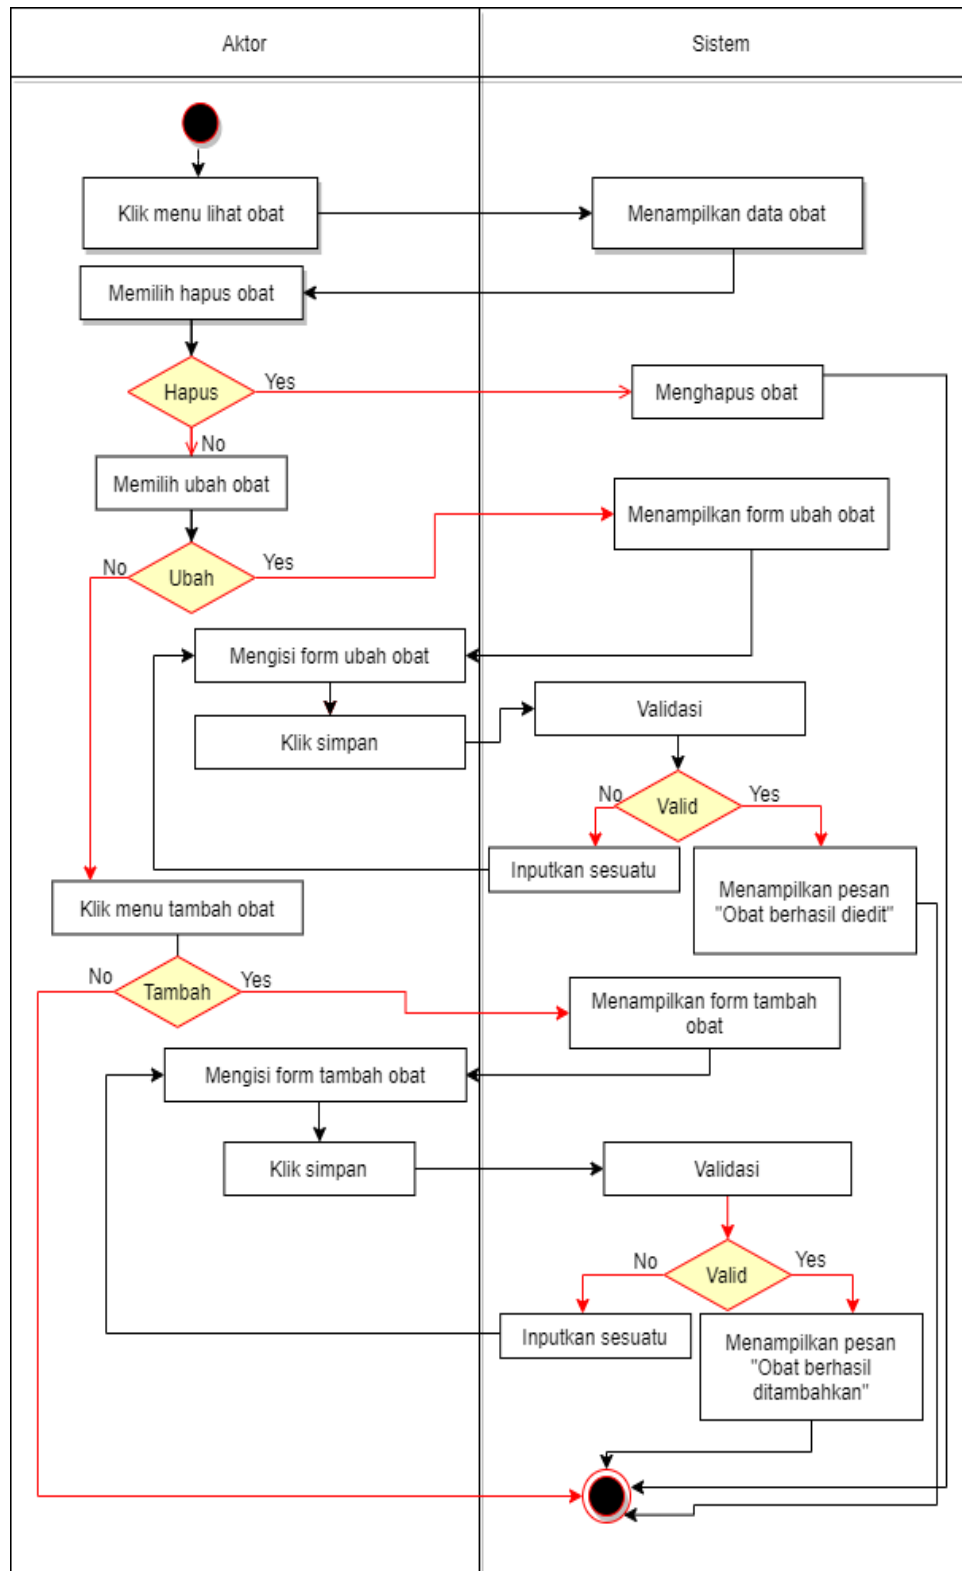 Aktor
Sistem
Klik menu lihat obat
Menampilkan data obat
Memilih hapus obat
Hapus
Yes
Menghapus obat
No
Memilih ubah obat
Menampilkan form ubah obat
No
Ubah
Yes
Mengisi form ubah obat
Klik simpan
Validasi
No
Valid
Yes
Inputkan sesuatu
Menampilkan pesan
"Obat berhasil diedit"
Klik menu tambah obat
No
Tambah
Yes
Menampilkan form tambah
obat
Mengisi form tambah obat
Klik simpan
Validasi
No
Valid
Yes
Inputkan sesuatu
Menampilkan pesan
"Obat berhasil
ditambahkan"